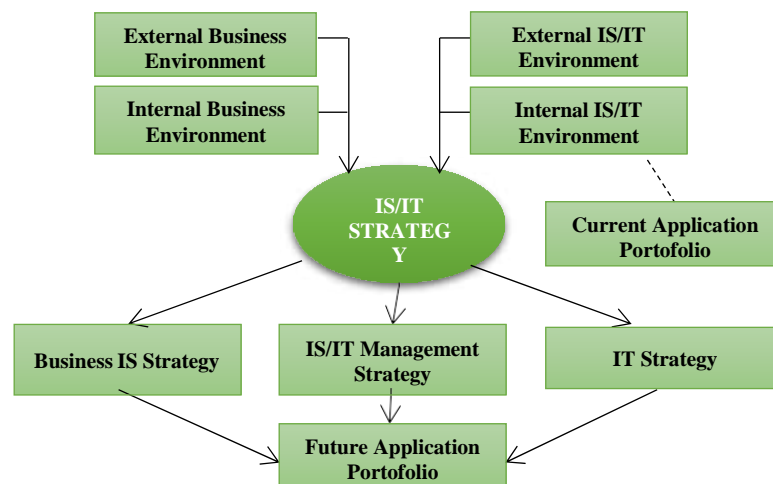 External Business
Environment
External IS/IT
Environment
Internal Business
Environment
Internal IS/IT
Environment
IS/IT
STRATEG
Y
Current Application
Portofolio
Business IS Strategy
IS/IT Management
Strategy
IT Strategy
Future Application
Portofolio